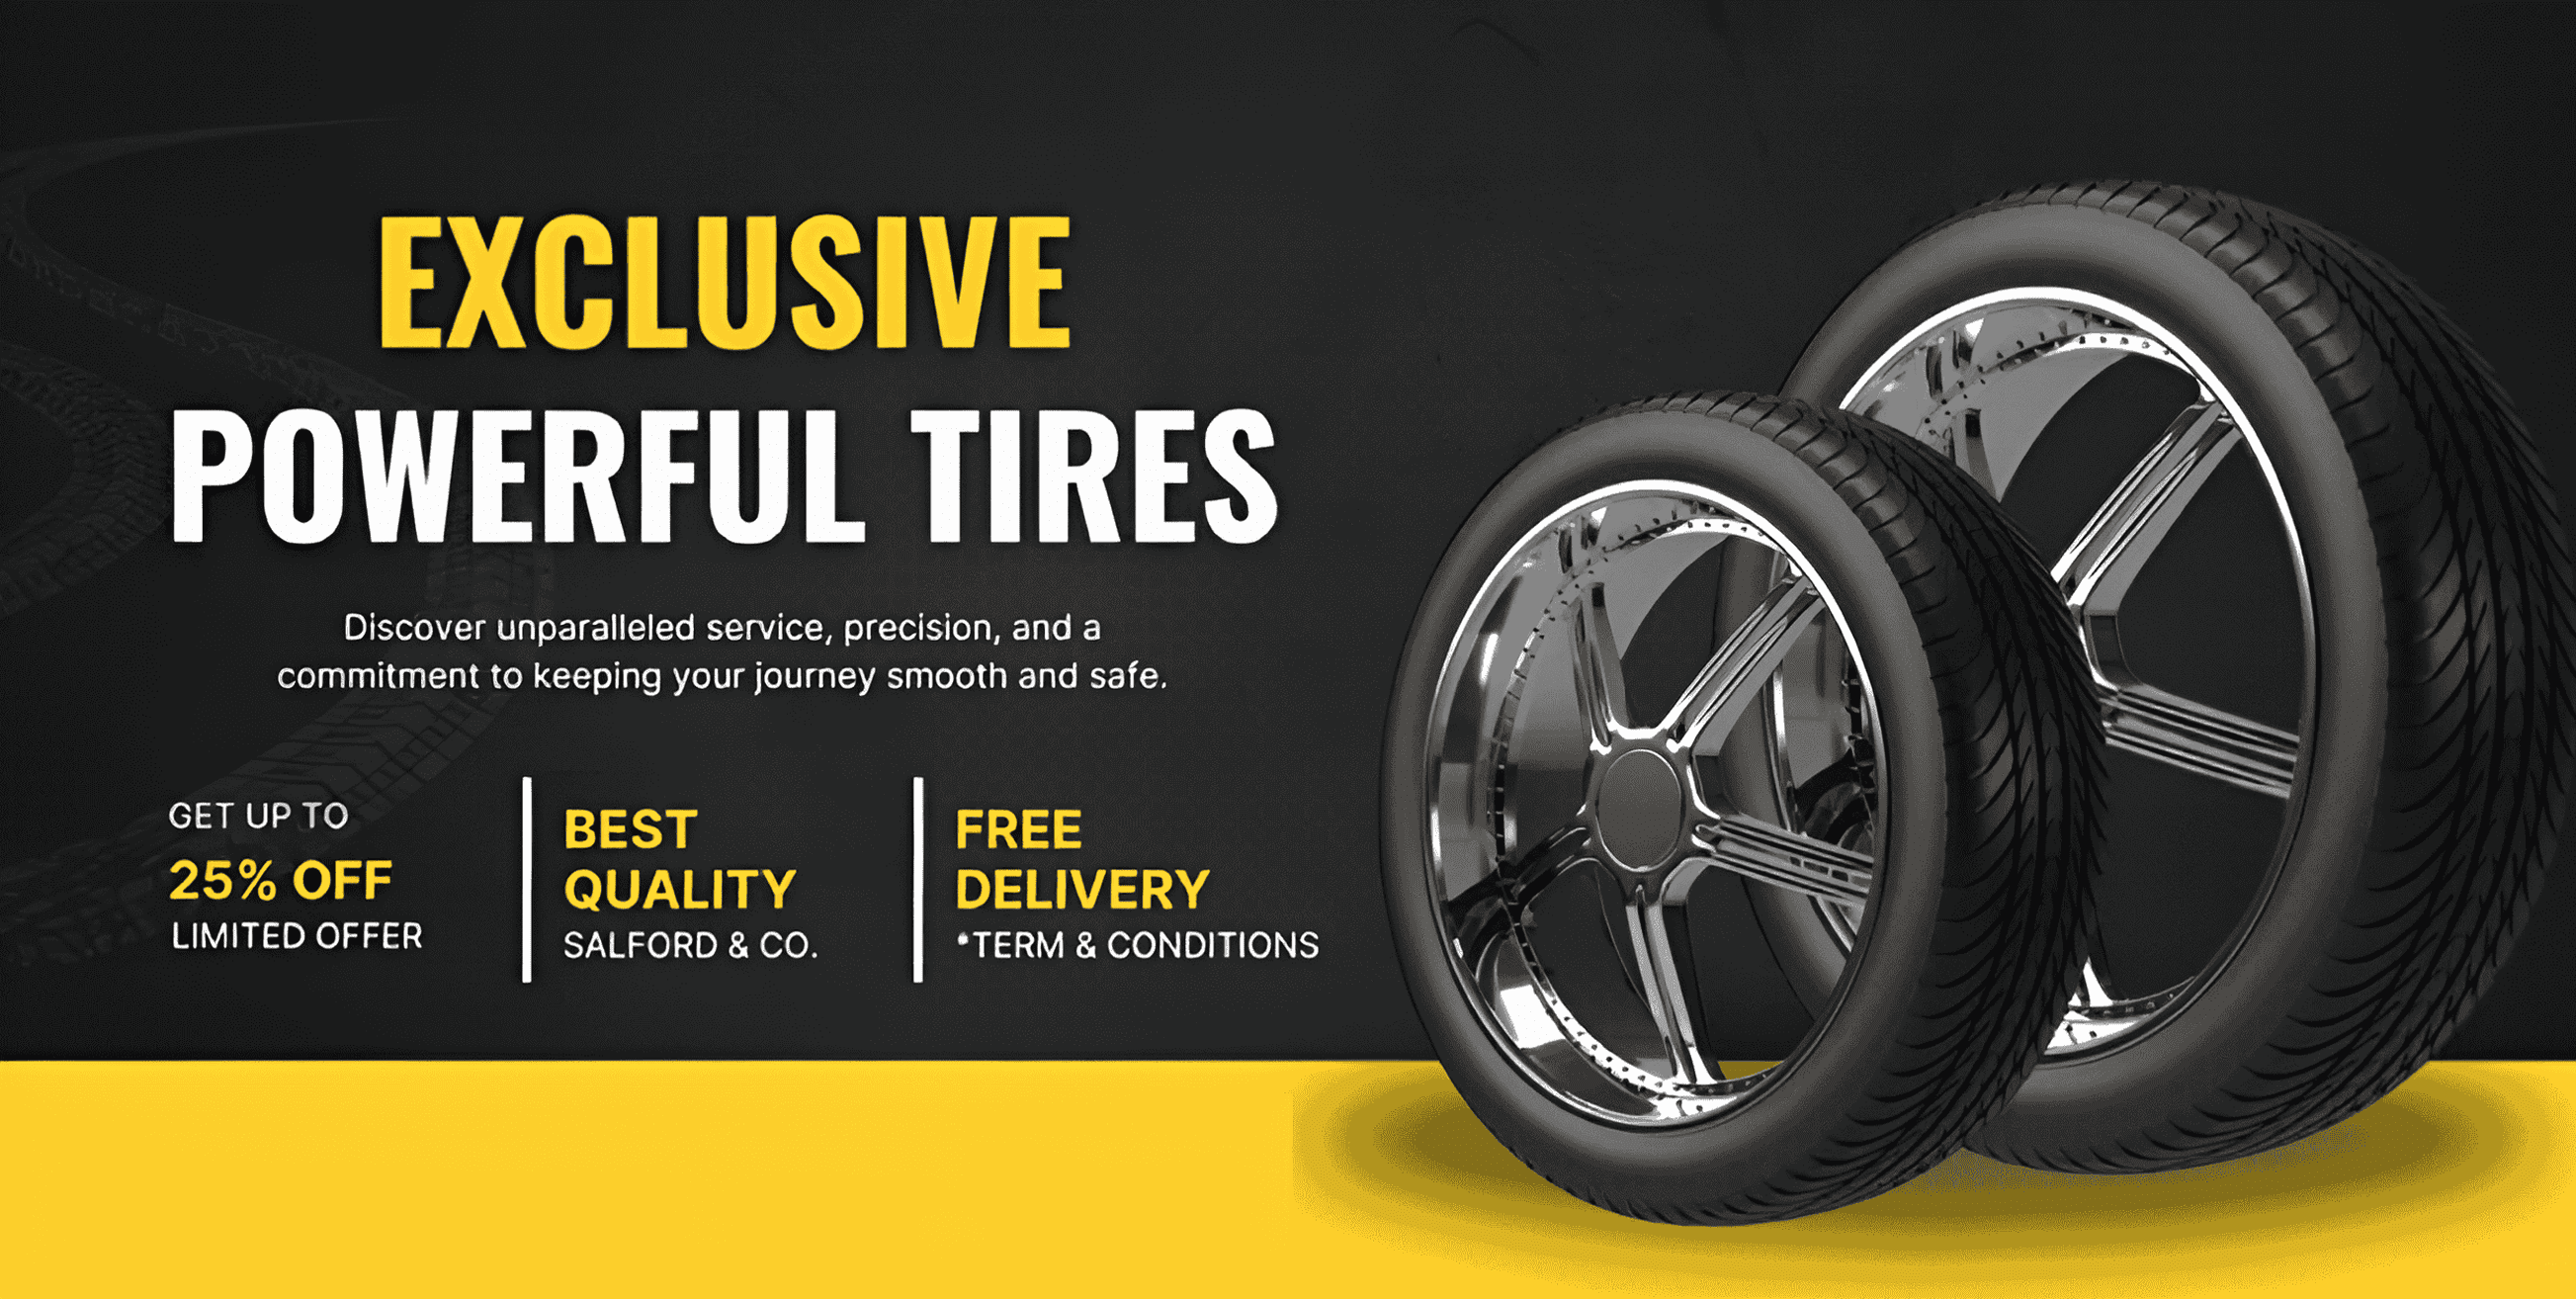 EXCLUSIVE
POWERFUL TIRES
Discover unparalleled service, precision, and a
commitment to keeping your journey smooth and safe.
GET UP TO
25% OFF
LIMITED OFFER
BEST
QUALITY
SALFORD & CO.
FREE
DELIVERY
*TERM & CONDITIONS